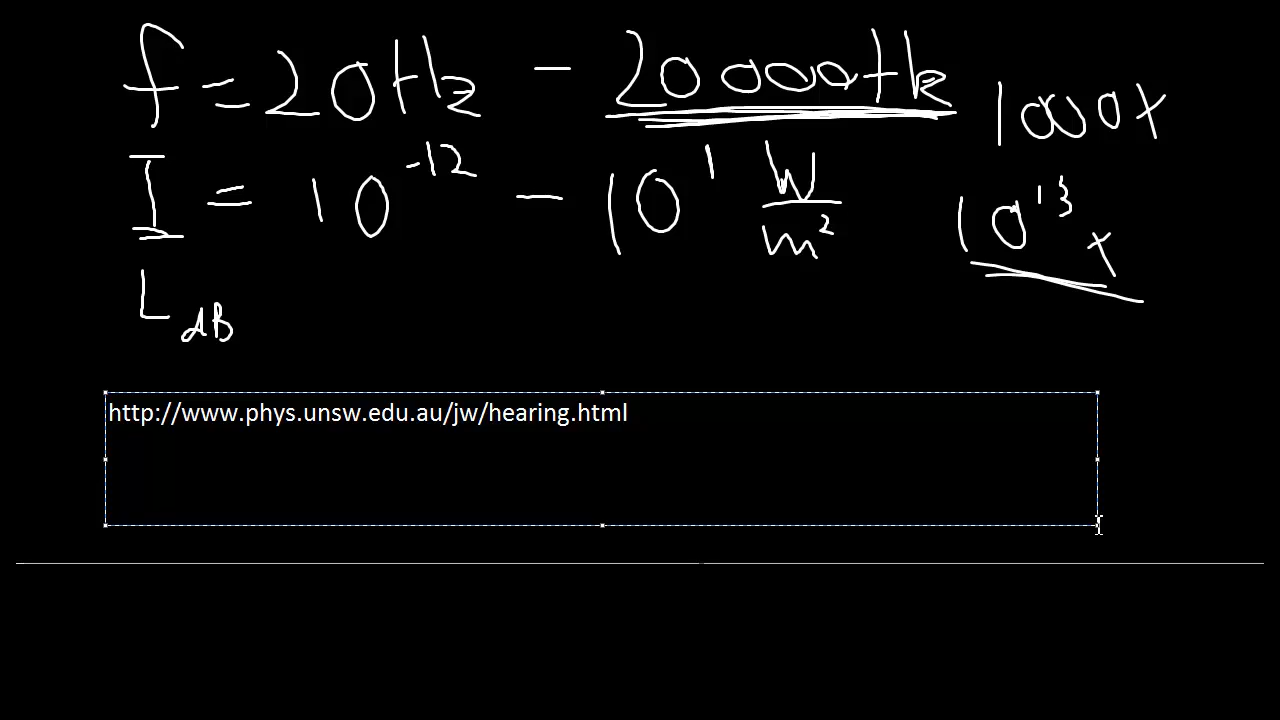 f = 20 Hz - 20000 Hz 1000x
I = 10^-12 - 10^1 W/m^2 10^13 x
L dB
http://www.phys.unsw.edu.au/jw/hearing.html